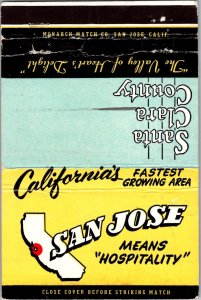 MONARCH MATCH CO. SAN JOSE, CALIF.
"The Valley of Heart's Delight"
Santa
Clara
County
California's FASTEST
GROWING AREA
SAN JOSE
MEANS
"HOSPITALITY"
CLOSE COVER BEFORE STRIKING MATCH